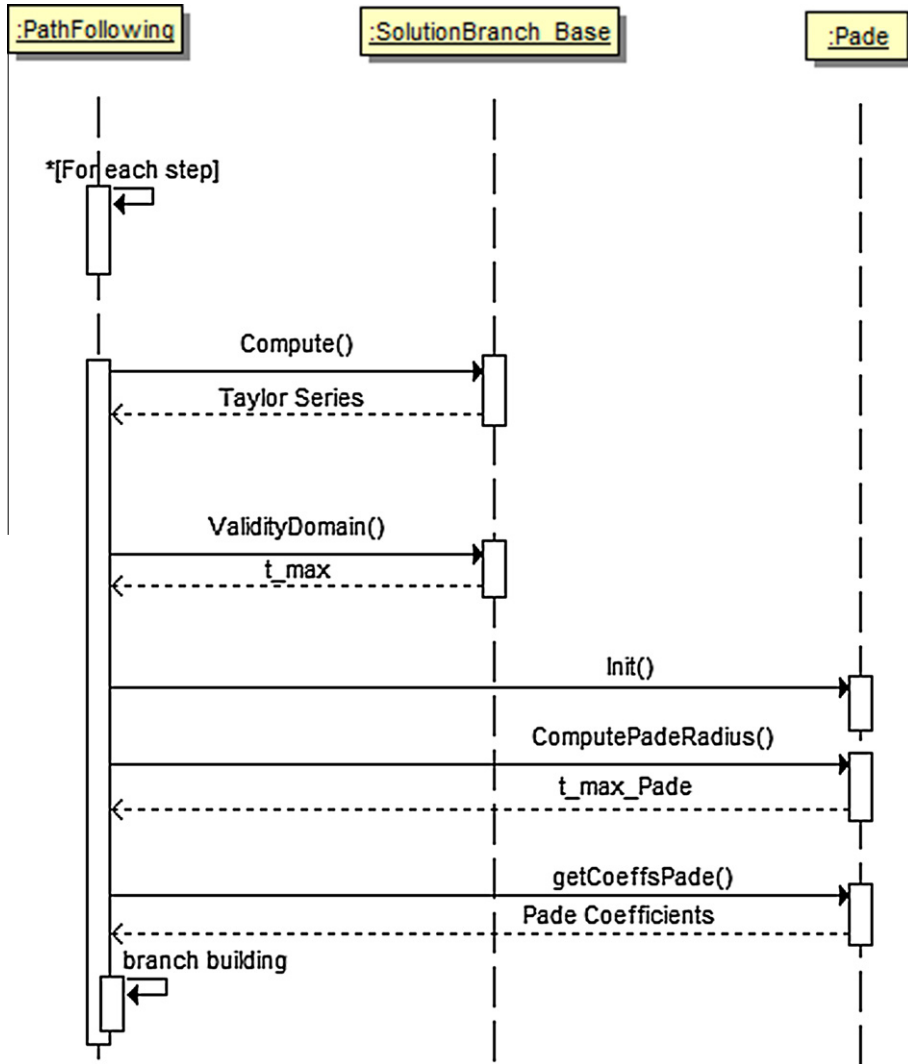 :PathFollowing
:SolutionBranch_Base
:Pade
*[For each step]
Compute()
Taylor Series
ValidityDomain()
t_max
Init()
ComputePadeRadius()
t_max_Pade
getCoeffsPade()
Pade Coefficients
branch building